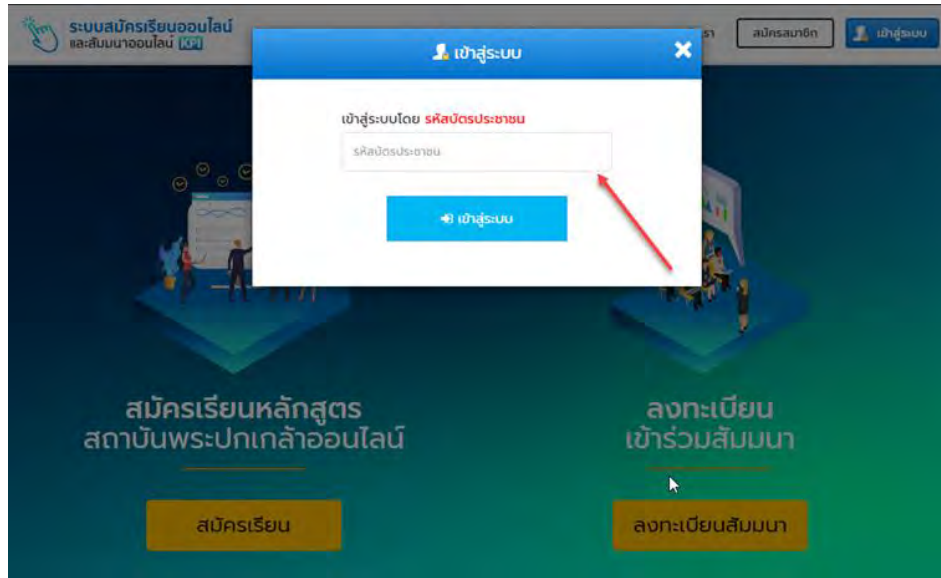 ระบบสมัครเรียนออนไลน์
และสัมมนาออนไลน์ KPI
รา
สมัครสมาชิก
เข้าสู่ระบบ
เข้าสู่ระบบ
เข้าสู่ระบบโดย รหัสบัตรประชาชน
รหัสบัตรประชาชน
เข้าสู่ระบบ
สมัครเรียนหลักสูตร
สถาบันพระปกเกล้าออนไลน์
ลงทะเบียน
เข้าร่วมสัมมนา
สมัครเรียน
ลงทะเบียนสัมมนา